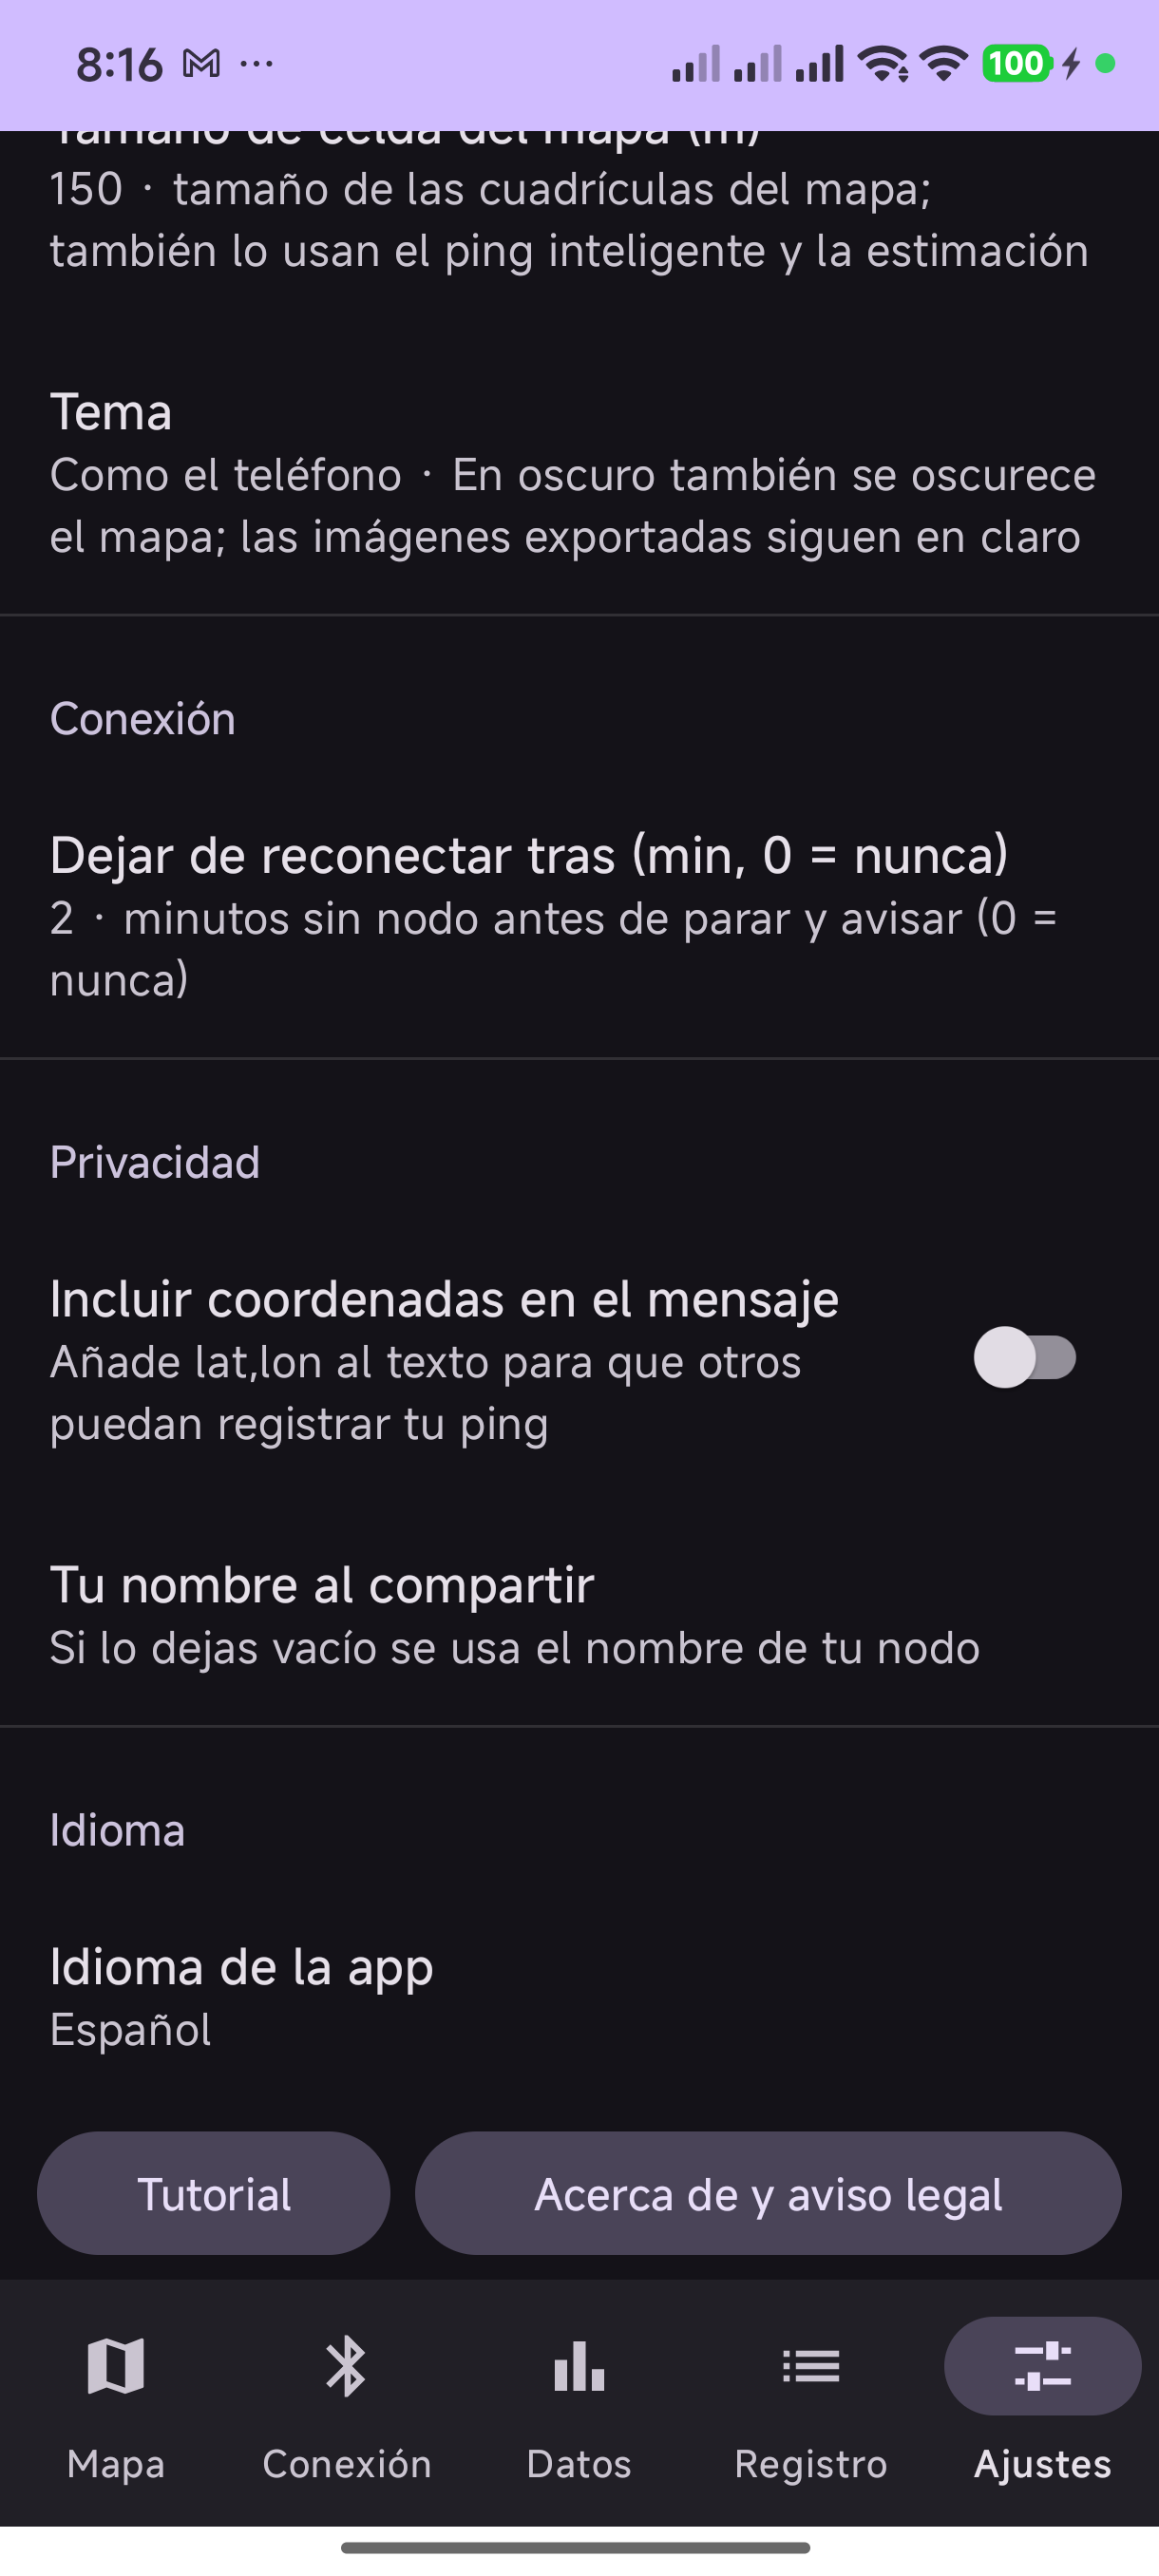 8:16
100
Tamaño de celda del mapa (m)
150 · tamaño de las cuadrículas del mapa;
también lo usan el ping inteligente y la estimación
Tema
Como el teléfono · En oscuro también se oscurece
el mapa; las imágenes exportadas siguen en claro
Conexión
Dejar de reconectar tras (min, 0 = nunca)
2 · minutos sin nodo antes de parar y avisar (0 =
nunca)
Privacidad
Incluir coordenadas en el mensaje
Añade lat,lon al texto para que otros
puedan registrar tu ping
Tu nombre al compartir
Si lo dejas vacío se usa el nombre de tu nodo
Idioma
Idioma de la app
Español
Tutorial
Acerca de y aviso legal
Mapa
Conexión
Datos
Registro
Ajustes